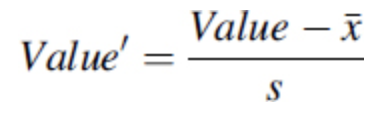 Value′ = (Value − x̄) / s